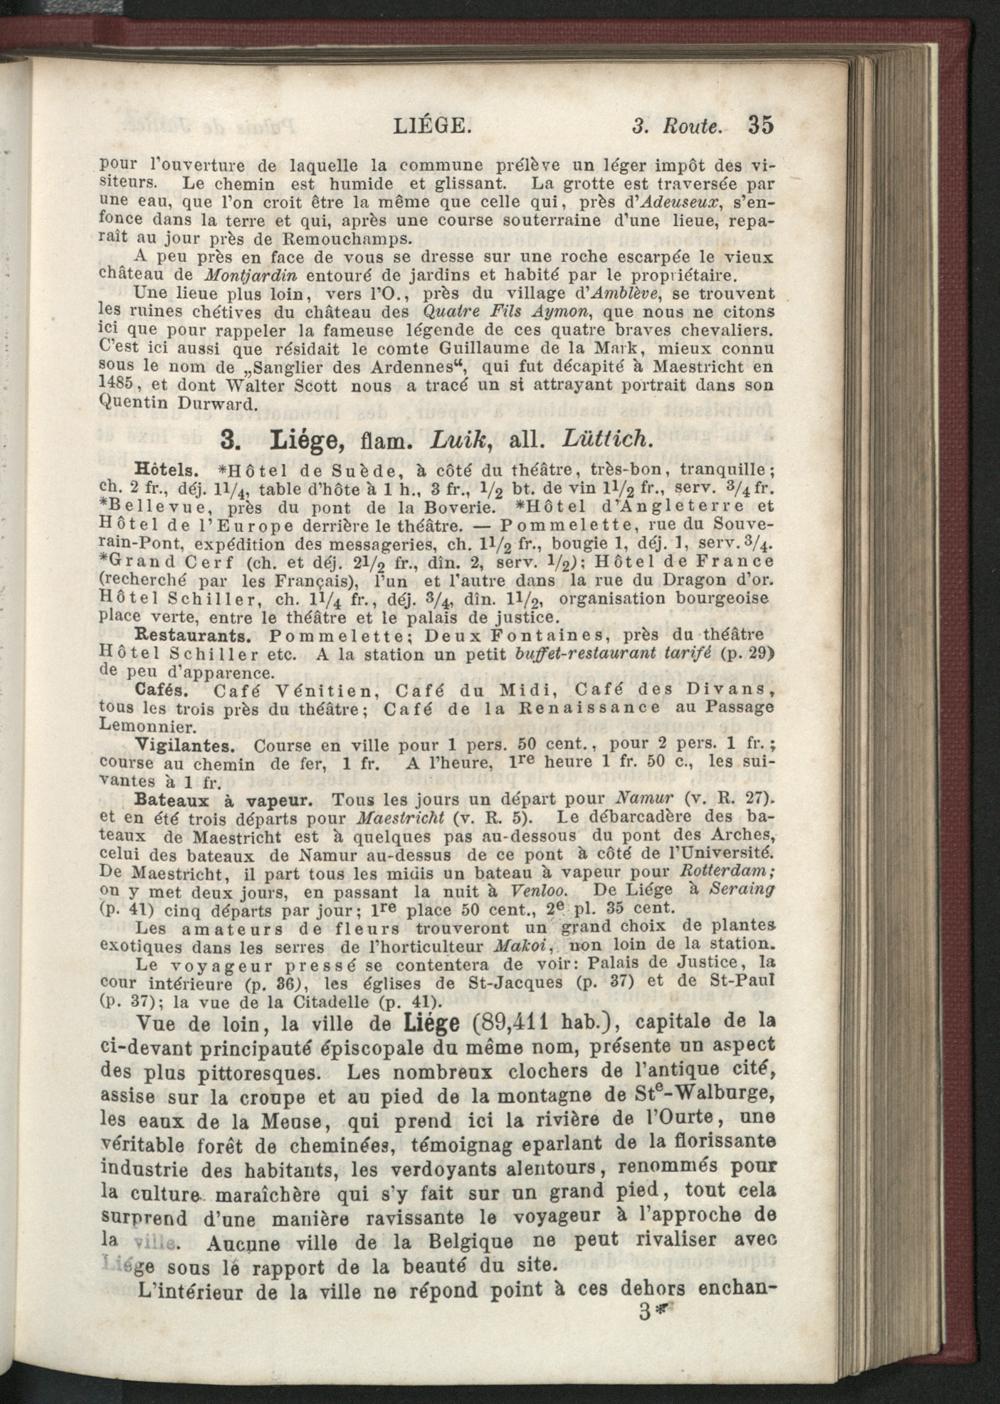 LIÉGE. 3. Route. 35
pour l'ouverture de laquelle la commune prélève un léger impôt des vi-
siteurs. Le chemin est humide et glissant. La grotte est traversée par
une eau, que l'on croit être la même que celle qui, près d'Adeuseux, s'en-
fonce dans la terre et qui, après une course souterraine d'une lieue, repa-
raît au jour près de Remouchamps.
A peu près en face de vous se dresse sur une roche escarpée le vieux
château de Montjardin entouré de jardins et habité par le propriétaire.
Une lieue plus loin, vers l'O., près du village d'Amblève, se trouvent
les ruines chétives du château des Quatre Fils Aymon, que nous ne citons
ici que pour rappeler la fameuse légende de ces quatre braves chevaliers.
C'est ici aussi que résidait le comte Guillaume de la Mark, mieux connu
sous le nom de „Sanglier des Ardennes“, qui fut décapité à Maestricht en
1485, et dont Walter Scott nous a tracé un si attrayant portrait dans son
Quentin Durward.
3. Liége, flam. Luik, all. Lüttich.
Hôtels. *Hôtel de Suède, à côté du théâtre, très-bon, tranquille;
ch. 2 fr., déj. 1¹/₄, table d'hôte à 1 h., 3 fr., ¹/₂ bt. de vin 1¹/₂ fr., serv. ³/₄ fr.
*Bellevue, près du pont de la Boverie. *Hôtel d'Angleterre et
Hôtel de l'Europe derrière le théâtre. — Pommelette, rue du Souve-
rain-Pont, expédition des messageries, ch. 1¹/₂ fr., bougie 1, déj. 1, serv. ³/₄.
*Grand Cerf (ch. et déj. 2¹/₂ fr., dîn. 2, serv. ¹/₂); Hôtel de France
(recherché par les Français), l'un et l'autre dans la rue du Dragon d'or.
Hôtel Schiller, ch. 1¹/₄ fr., déj. ³/₄, dîn. 1¹/₂, organisation bourgeoise
place verte, entre le théâtre et le palais de justice.
Restaurants. Pommelette; Deux Fontaines, près du théâtre
Hôtel Schiller etc. A la station un petit buffet-restaurant tarifé (p. 29)
de peu d'apparence.
Cafés. Café Vénitien, Café du Midi, Café des Divans,
tous les trois près du théâtre; Café de la Renaissance au Passage
Lemonnier.
Vigilantes. Course en ville pour 1 pers. 50 cent., pour 2 pers. 1 fr.;
course au chemin de fer, 1 fr. A l'heure, 1re heure 1 fr. 50 c., les sui-
vantes à 1 fr.
Bateaux à vapeur. Tous les jours un départ pour Namur (v. R. 27).
et en été trois départs pour Maestricht (v. R. 5). Le débarcadère des ba-
teaux de Maestricht est à quelques pas au-dessous du pont des Arches,
celui des bateaux de Namur au-dessus de ce pont à côté de l'Université.
De Maestricht, il part tous les midis un bateau à vapeur pour Rotterdam;
on y met deux jours, en passant la nuit à Venloo. De Liége à Seraing
(p. 41) cinq départs par jour; 1re place 50 cent., 2e pl. 35 cent.
Les amateurs de fleurs trouveront un grand choix de plantes
exotiques dans les serres de l'horticulteur Makoi, non loin de la station.
Le voyageur pressé se contentera de voir: Palais de Justice, la
cour intérieure (p. 36), les églises de St-Jacques (p. 37) et de St-Paul
(p. 37); la vue de la Citadelle (p. 41).
Vue de loin, la ville de Liége (89,411 hab.), capitale de la
ci-devant principauté épiscopale du même nom, présente un aspect
des plus pittoresques. Les nombreux clochers de l'antique cité,
assise sur la croupe et au pied de la montagne de Ste-Walburge,
les eaux de la Meuse, qui prend ici la rivière de l'Ourte, une
véritable forêt de cheminées, témoignag eparlant de la florissante
industrie des habitants, les verdoyants alentours, renommés pour
la culture maraîchère qui s'y fait sur un grand pied, tout cela
surprend d'une manière ravissante le voyageur à l'approche de
la ville. Aucune ville de la Belgique ne peut rivaliser avec
Liége sous le rapport de la beauté du site.
L'intérieur de la ville ne répond point à ces dehors enchan-
3*